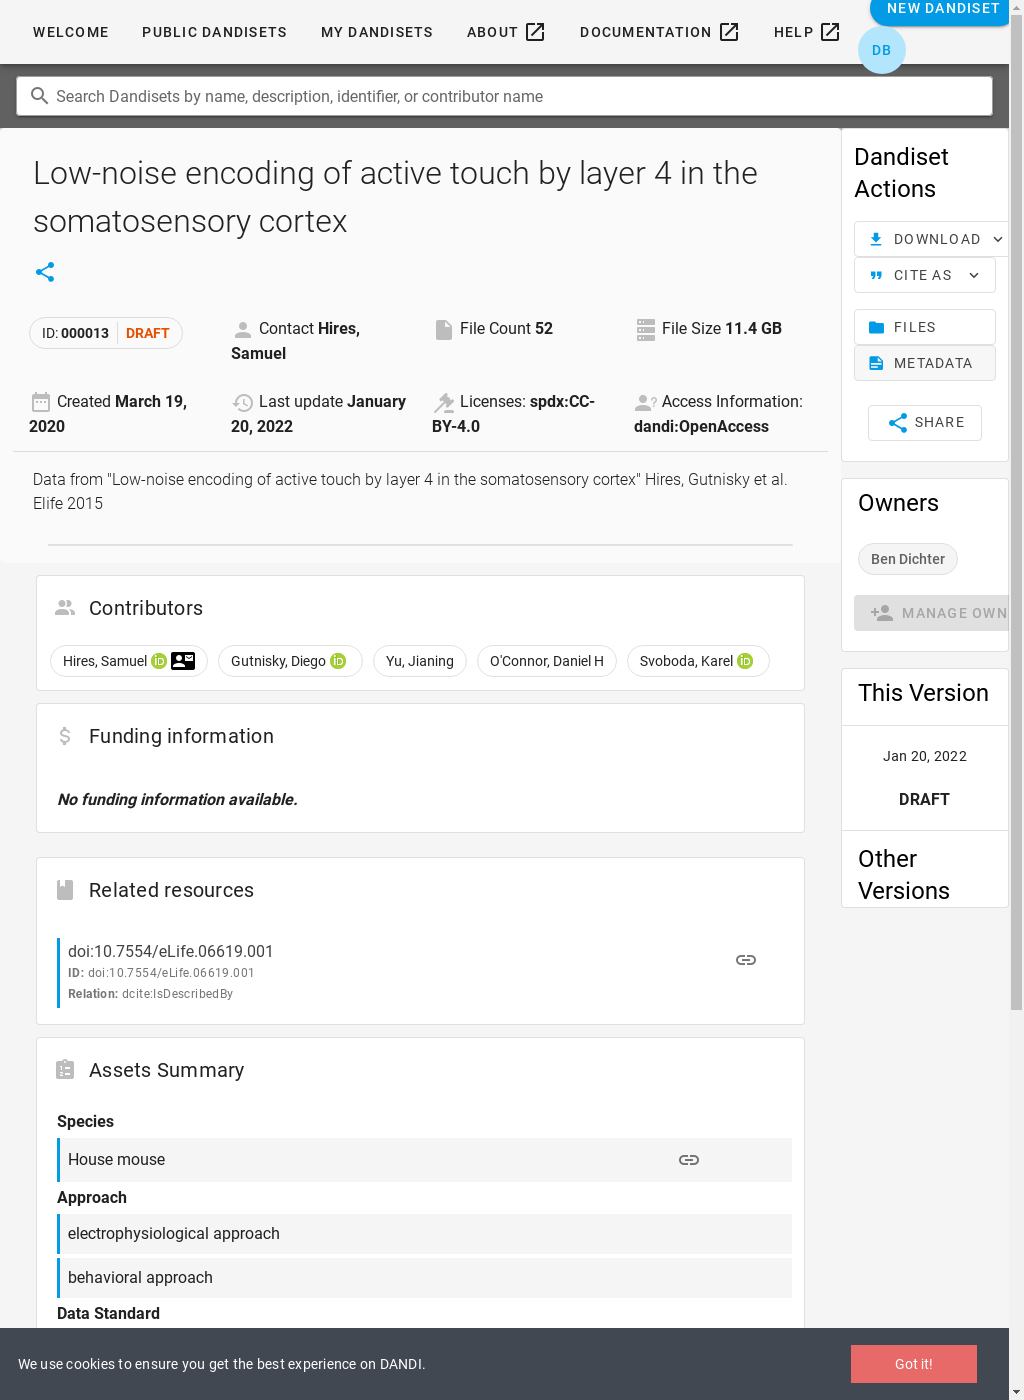 WELCOME PUBLIC DANDISETS MY DANDISETS ABOUT DOCUMENTATION HELP NEW DANDISET
DB
Search Dandisets by name, description, identifier, or contributor name
Low-noise encoding of active touch by layer 4 in the
somatosensory cortex
ID: 000013 DRAFT
Contact Hires,
Samuel
File Count 52
File Size 11.4 GB
Created March 19,
2020
Last update January
20, 2022
Licenses: spdx:CC-
BY-4.0
Access Information:
dandi:OpenAccess
Data from "Low-noise encoding of active touch by layer 4 in the somatosensory cortex" Hires, Gutnisky et al.
Elife 2015
Contributors
Hires, Samuel iD Gutnisky, Diego iD Yu, Jianing O'Connor, Daniel H Svoboda, Karel iD
Funding information
No funding information available.
Related resources
doi:10.7554/eLife.06619.001
ID: doi:10.7554/eLife.06619.001
Relation: dcite:IsDescribedBy
Assets Summary
Species
House mouse
Approach
electrophysiological approach
behavioral approach
Data Standard
Dandiset
Actions
DOWNLOAD
CITE AS
FILES
METADATA
SHARE
Owners
Ben Dichter
MANAGE OWN
This Version
Jan 20, 2022
DRAFT
Other
Versions
We use cookies to ensure you get the best experience on DANDI.
Got it!